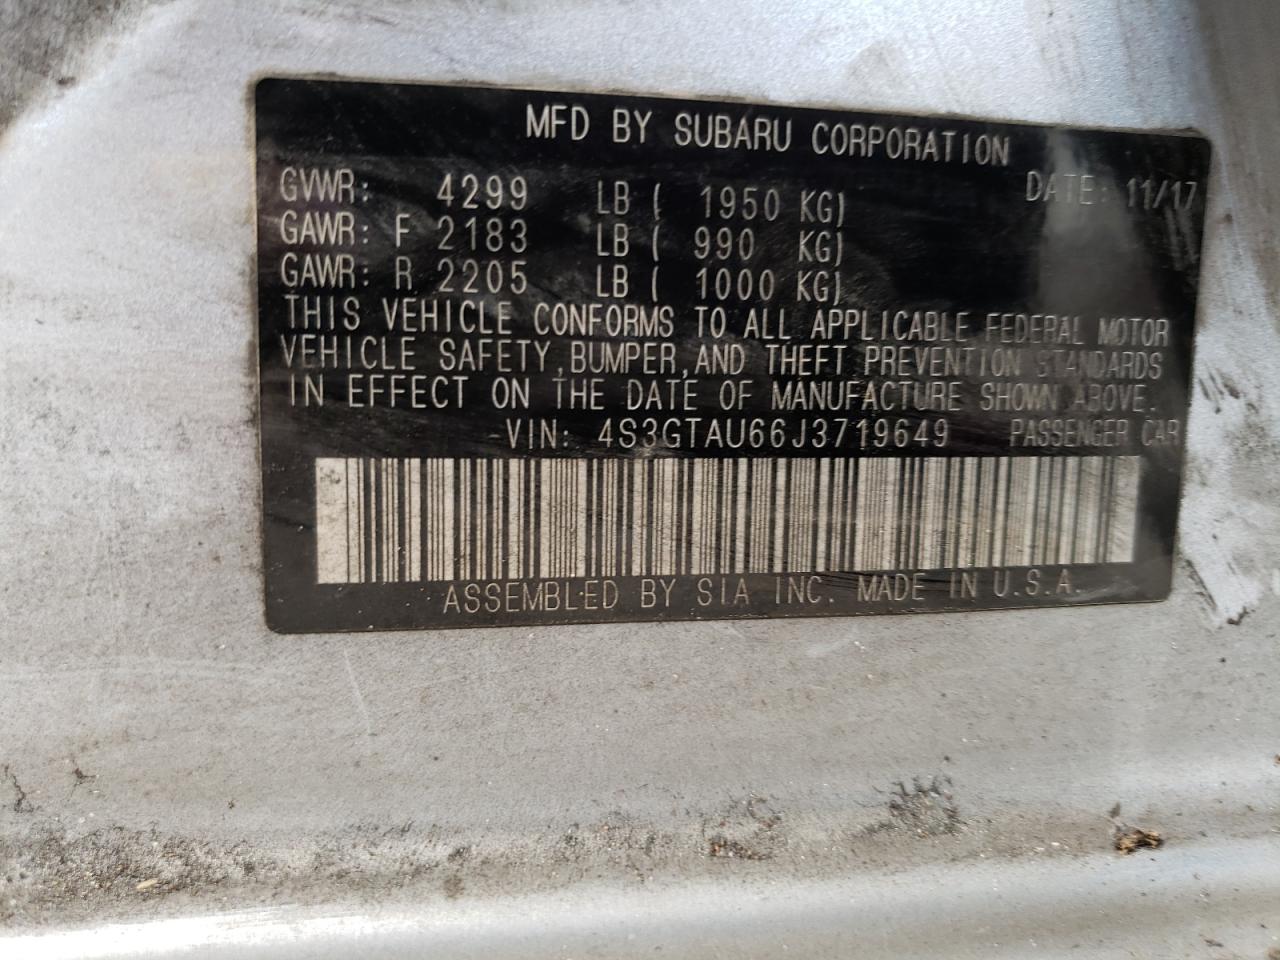 MFD BY SUBARU CORPORATION
GVWR: 4299 LB ( 1950 KG) DATE: 11/17
GAWR: F 2183 LB ( 990 KG)
GAWR: R 2205 LB ( 1000 KG)
THIS VEHICLE CONFORMS TO ALL APPLICABLE FEDERAL MOTOR
VEHICLE SAFETY, BUMPER, AND THEFT PREVENTION STANDARDS
IN EFFECT ON THE DATE OF MANUFACTURE SHOWN ABOVE.
VIN: 4S3GTAU66J3719649 PASSENGER CAR
ASSEMBLED BY SIA INC. MADE IN U.S.A.